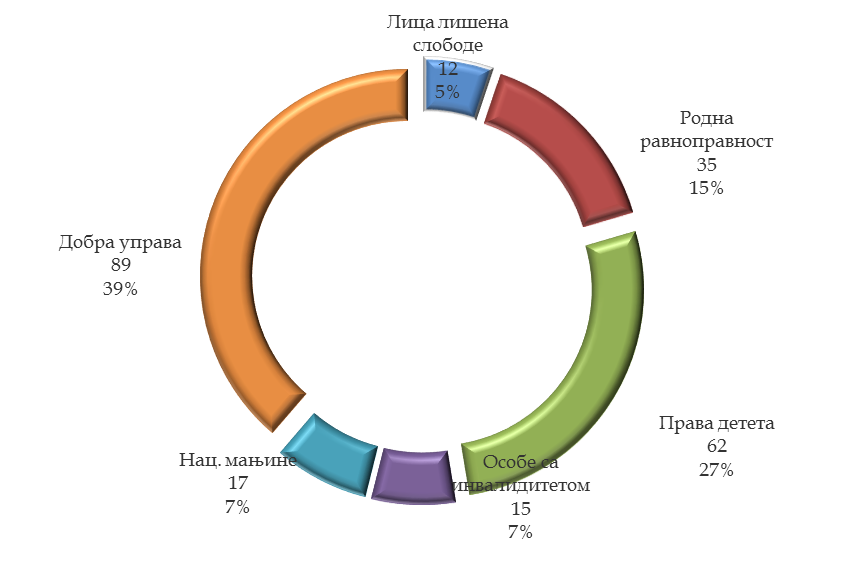 Лица лишена
слободе
12
5%
Родна
равноправност
35
15%
Права детета
62
27%
Особе са
инвалидитетом
15
7%
Нац. мањине
17
7%
Добра управа
89
39%